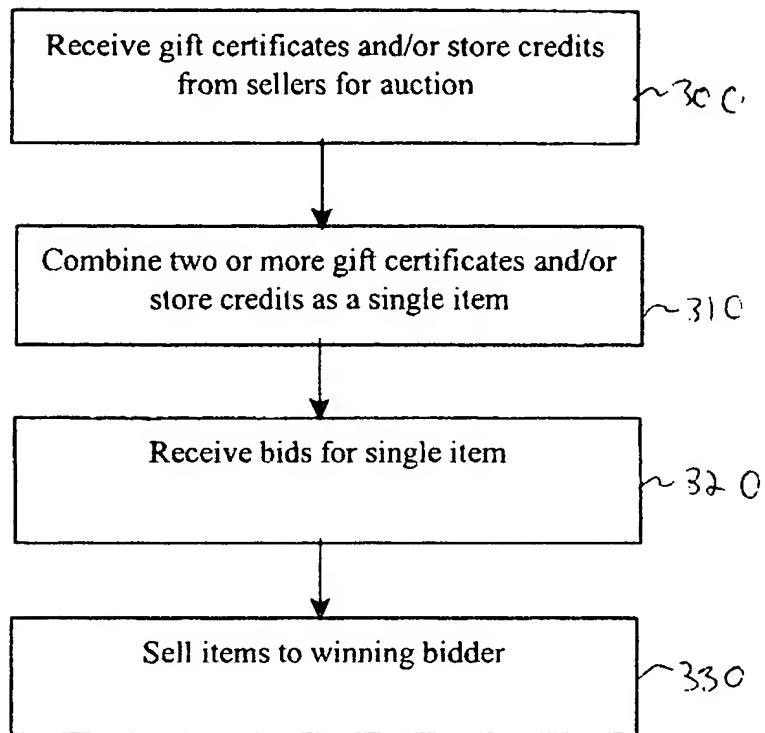 Receive gift certificates and/or store credits
from sellers for auction
300
Combine two or more gift certificates and/or
store credits as a single item
310
Receive bids for single item
320
Sell items to winning bidder
330